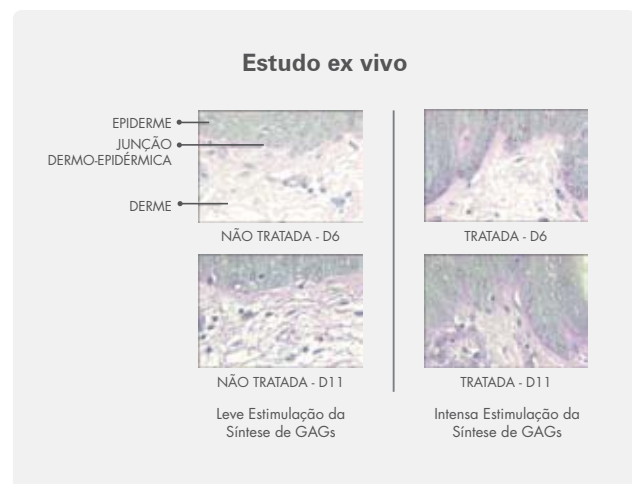 Estudo ex vivo
EPIDERME
JUNÇÃO
DERMO-EPIDÉRMICA
DERME
NÃO TRATADA - D6
TRATADA - D6
NÃO TRATADA - D11
TRATADA - D11
Leve Estimulação da
Síntese de GAGs
Intensa Estimulação da
Síntese de GAGs